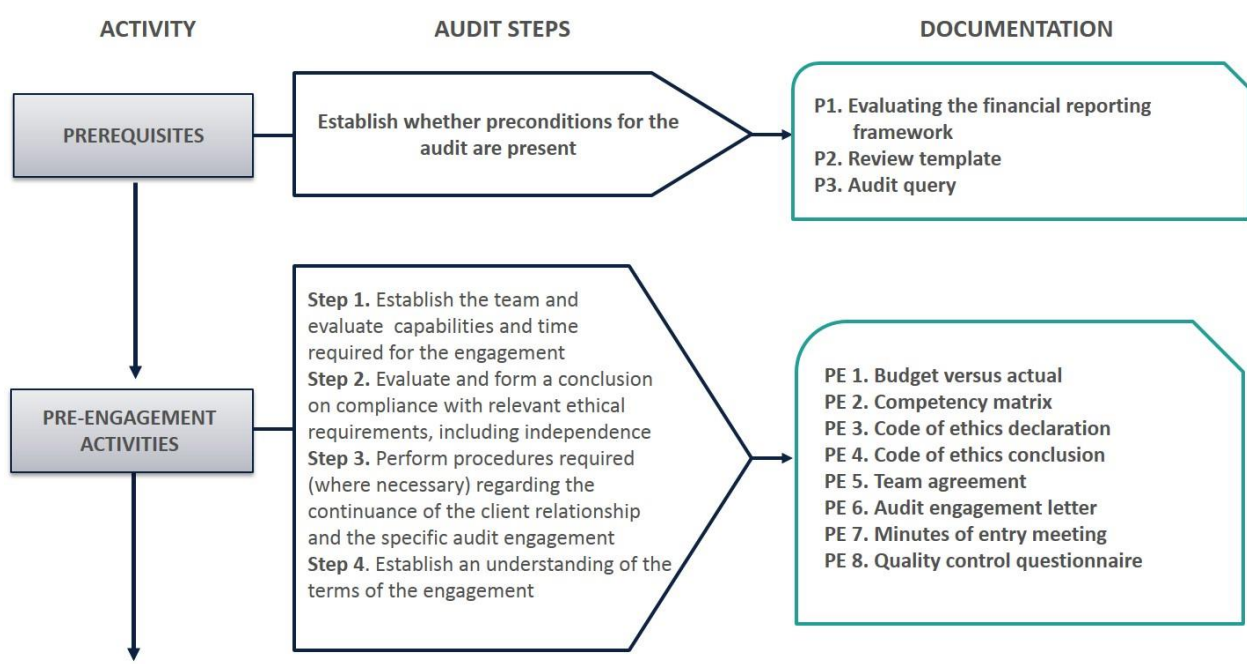 ACTIVITY
AUDIT STEPS
DOCUMENTATION
PREREQUISITES
Establish whether preconditions for the
audit are present
P1. Evaluating the financial reporting
framework
P2. Review template
P3. Audit query
PRE-ENGAGEMENT
ACTIVITIES
Step 1. Establish the team and
evaluate capabilities and time
required for the engagement
Step 2. Evaluate and form a conclusion
on compliance with relevant ethical
requirements, including independence
Step 3. Perform procedures required
(where necessary) regarding the
continuance of the client relationship
and the specific audit engagement
Step 4. Establish an understanding of the
terms of the engagement
PE 1. Budget versus actual
PE 2. Competency matrix
PE 3. Code of ethics declaration
PE 4. Code of ethics conclusion
PE 5. Team agreement
PE 6. Audit engagement letter
PE 7. Minutes of entry meeting
PE 8. Quality control questionnaire